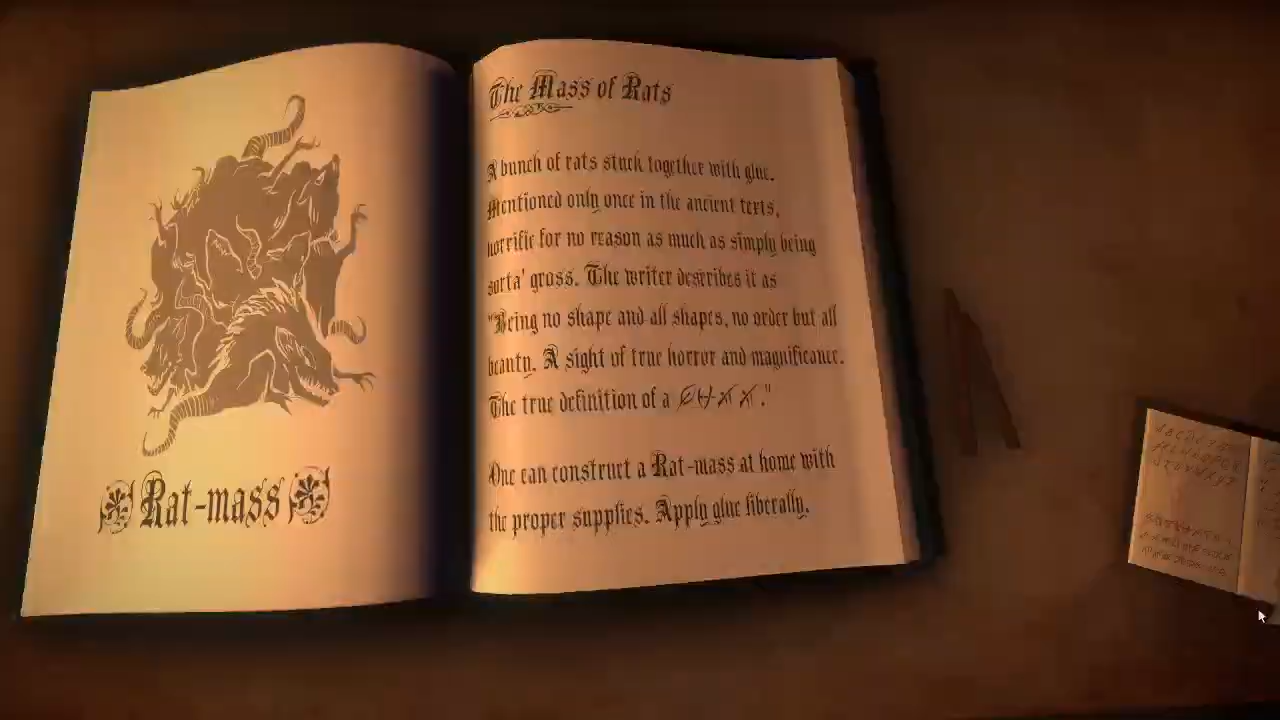 The Mass of Rats
A bunch of rats stuck together with glue.
Mentioned only once in the ancient texts,
horrific for no reason as much as simply being
sorta' gross. The writer describes it as
"Being no shape and all shapes, no order but all
beauty. A sight of true horror and magnificance.
The true definition of a
One can construct a Rat-mass at home with
the proper supplies. Apply glue liberally.
Rat-mass